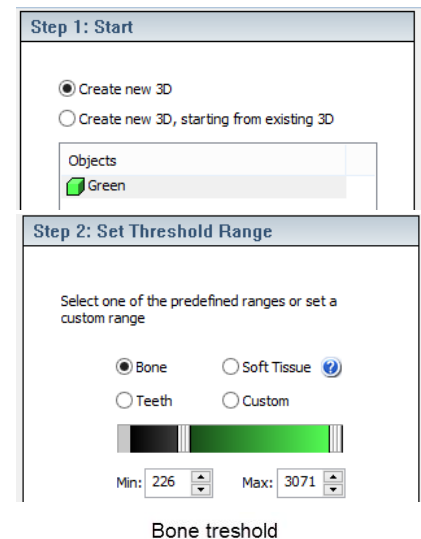 Step 1: Start
Create new 3D
Create new 3D, starting from existing 3D
Objects
Green
Step 2: Set Threshold Range
Select one of the predefined ranges or set a
custom range
Bone Soft Tissue ?
Teeth Custom
Min: 226 Max: 3071
Bone treshold